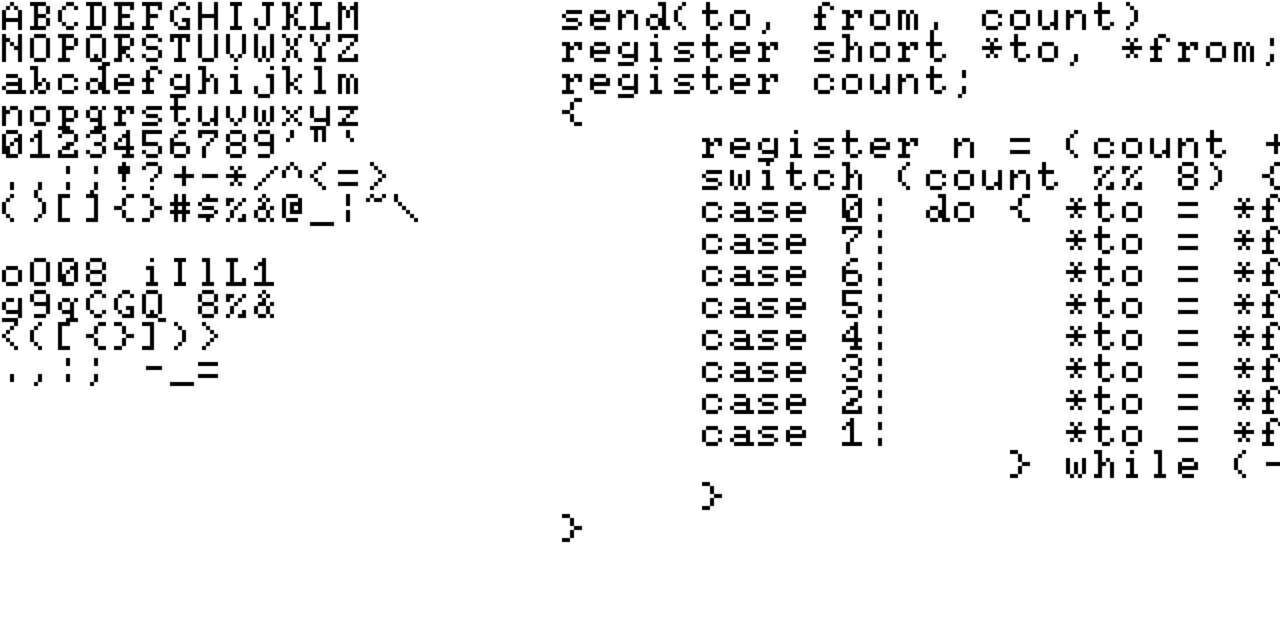 ABCDEFGHIJKLM
NOPQRSTUVWXYZ
abcdefghijklm
nopqrstuvwxyz
0123456789'"`
.,:;!?+-*/^<=>
()[]{}#$%&@_|~\
oO08 iIlL1
g9qCGQ 8%&
<([{}])>
.,:; -_=
send(to, from, count)
register short *to, *from;
register count;
{
register n = (count +
switch (count %% 8) {
case 0: do { *to = *f
case 7: *to = *f
case 6: *to = *f
case 5: *to = *f
case 4: *to = *f
case 3: *to = *f
case 2: *to = *f
case 1: *to = *f
} while (-
}
}